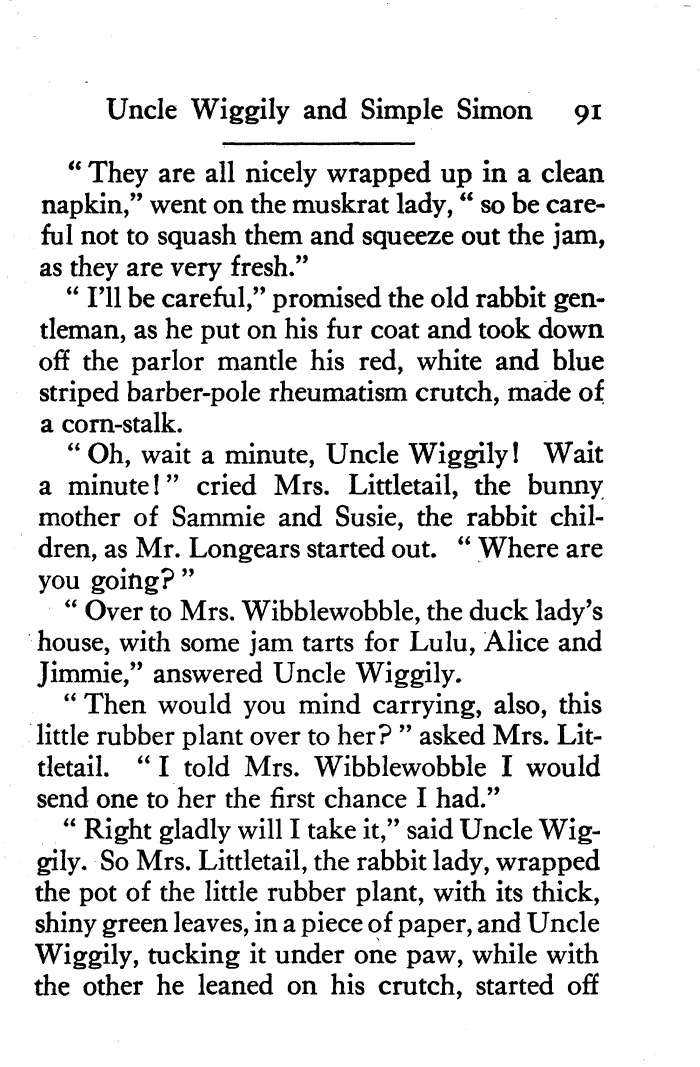 Uncle Wiggily and Simple Simon 91
“ They are all nicely wrapped up in a clean
napkin,” went on the muskrat lady, “ so be care-
ful not to squash them and squeeze out the jam,
as they are very fresh.”
“ I’ll be careful,” promised the old rabbit gen-
tleman, as he put on his fur coat and took down
off the parlor mantle his red, white and blue
striped barber-pole rheumatism crutch, made of
a corn-stalk.
“ Oh, wait a minute, Uncle Wiggily! Wait
a minute!” cried Mrs. Littletail, the bunny
mother of Sammie and Susie, the rabbit chil-
dren, as Mr. Longears started out. “ Where are
you going? ”
“ Over to Mrs. Wibblewobble, the duck lady’s
house, with some jam tarts for Lulu, Alice and
Jimmie,” answered Uncle Wiggily.
“ Then would you mind carrying, also, this
little rubber plant over to her? ” asked Mrs. Lit-
tletail. “ I told Mrs. Wibblewobble I would
send one to her the first chance I had.”
“ Right gladly will I take it,” said Uncle Wig-
gily. So Mrs. Littletail, the rabbit lady, wrapped
the pot of the little rubber plant, with its thick,
shiny green leaves, in a piece of paper, and Uncle
Wiggily, tucking it under one paw, while with
the other he leaned on his crutch, started off